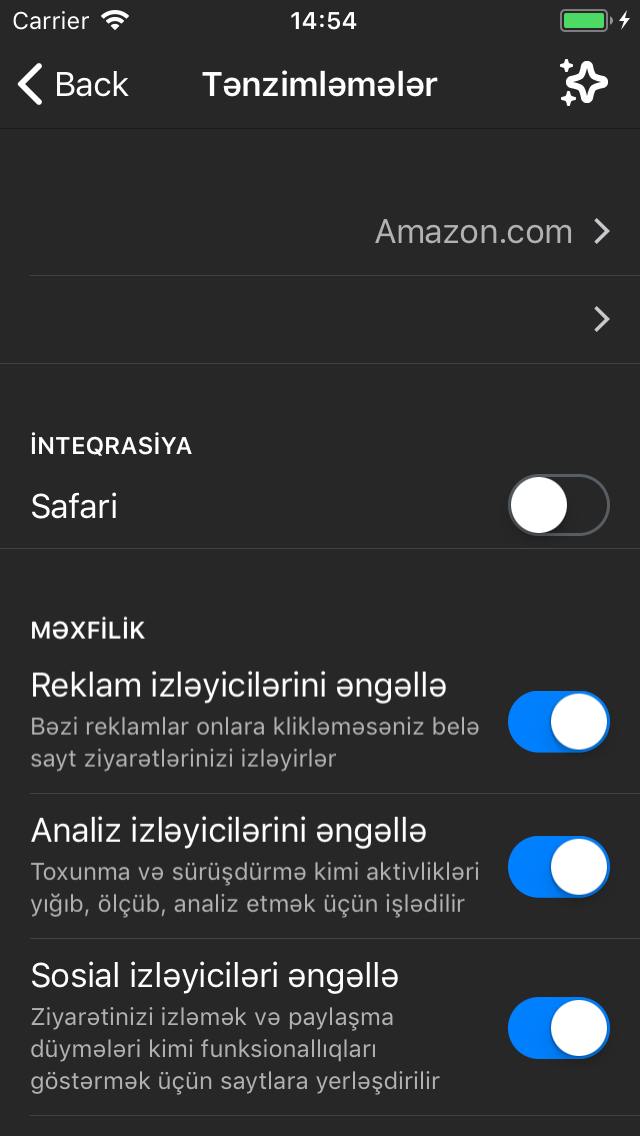 Carrier 14:54
Back Tənzimləmələr
Amazon.com
İNTEQRASİYA
Safari
MƏXFİLİK
Reklam izləyicilərini əngəllə
Bəzi reklamlar onlara klikləməsəniz belə
sayt ziyarətlərinizi izləyirlər
Analiz izləyicilərini əngəllə
Toxunma və sürüşdürmə kimi aktivlikləri
yığıb, ölçüb, analiz etmək üçün işlədilir
Sosial izləyiciləri əngəllə
Ziyarətinizi izləmək və paylaşma
düymələri kimi funksionallıqları
göstərmək üçün saytlara yerləşdirilir